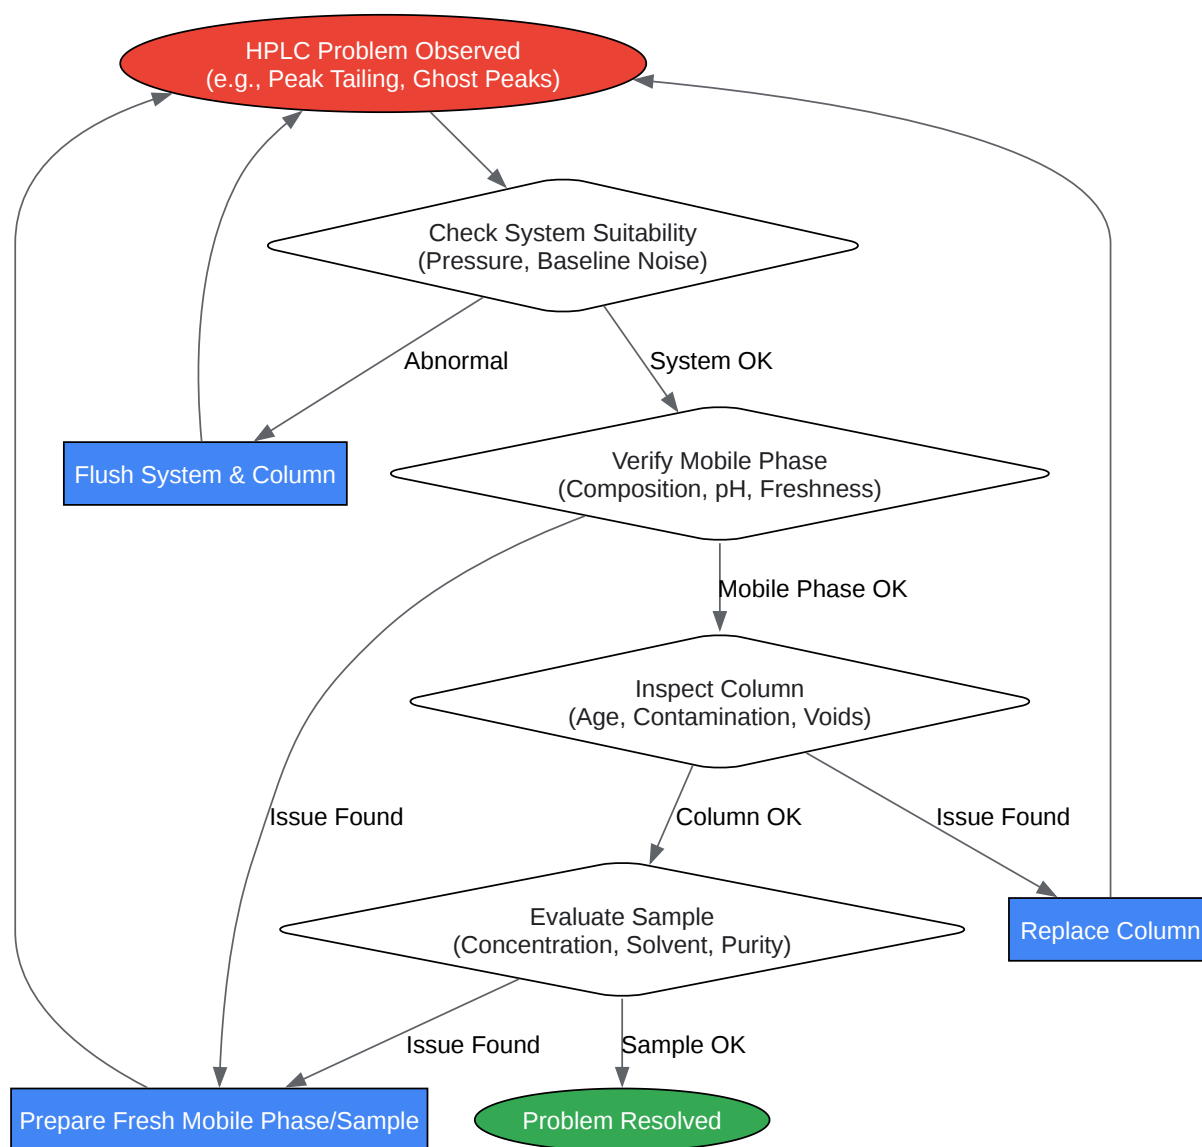 HPLC Problem Observed
(e.g., Peak Tailing, Ghost Peaks)
Check System Suitability
(Pressure, Baseline Noise)
Abnormal
System OK
Flush System & Column
Verify Mobile Phase
(Composition, pH, Freshness)
Mobile Phase OK
Inspect Column
(Age, Contamination, Voids)
Issue Found
Column OK
Issue Found
Evaluate Sample
(Concentration, Solvent, Purity)
Replace Column
Issue Found
Sample OK
Prepare Fresh Mobile Phase/Sample
Problem Resolved